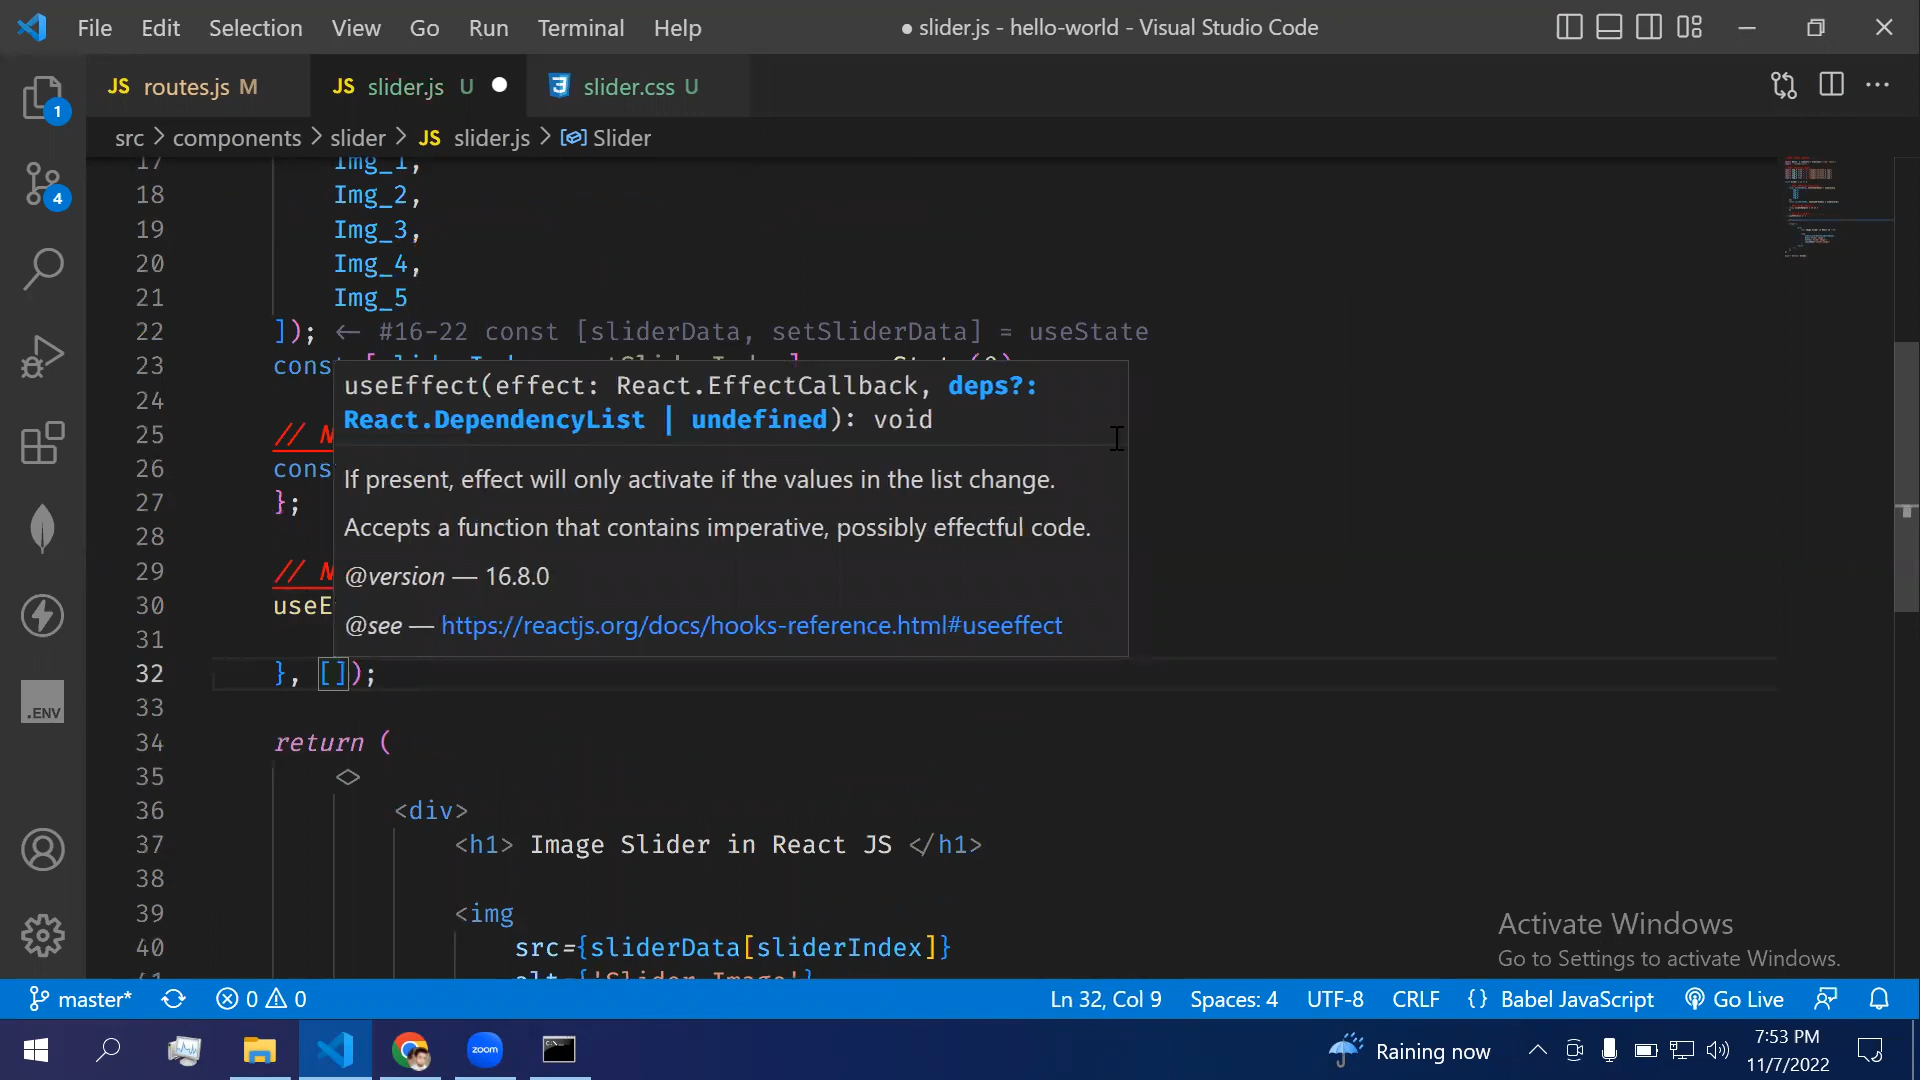 File Edit Selection View Go Run Terminal Help
● slider.js - hello-world - Visual Studio Code
JS routes.js M
JS slider.js U
slider.css U
src > components > slider > JS slider.js > Slider
17 Img_1,
18 Img_2,
19 Img_3,
20 Img_4,
21 Img_5
22 ]); <- #16-22 const [sliderData, setSliderData] = useState
23 cons
24
25 //
26 cons
27 };
28
29 //
30 useE
31
32 }, []);
33
34 return (
35 <>
36 <div>
37 <h1> Image Slider in React JS </h1>
38
39 <img
40 src={sliderData[sliderIndex]}
useEffect(effect: React.EffectCallback, deps?:
React.DependencyList | undefined): void
If present, effect will only activate if the values in the list change.
Accepts a function that contains imperative, possibly effectful code.
@version — 16.8.0
@see — https://reactjs.org/docs/hooks-reference.html#useeffect
1
4
.ENV
Activate Windows
Go to Settings to activate Windows.
master* 0 0
Ln 32, Col 9 Spaces: 4 UTF-8 CRLF {} Babel JavaScript Go Live
zoom
Raining now
7:53 PM
11/7/2022